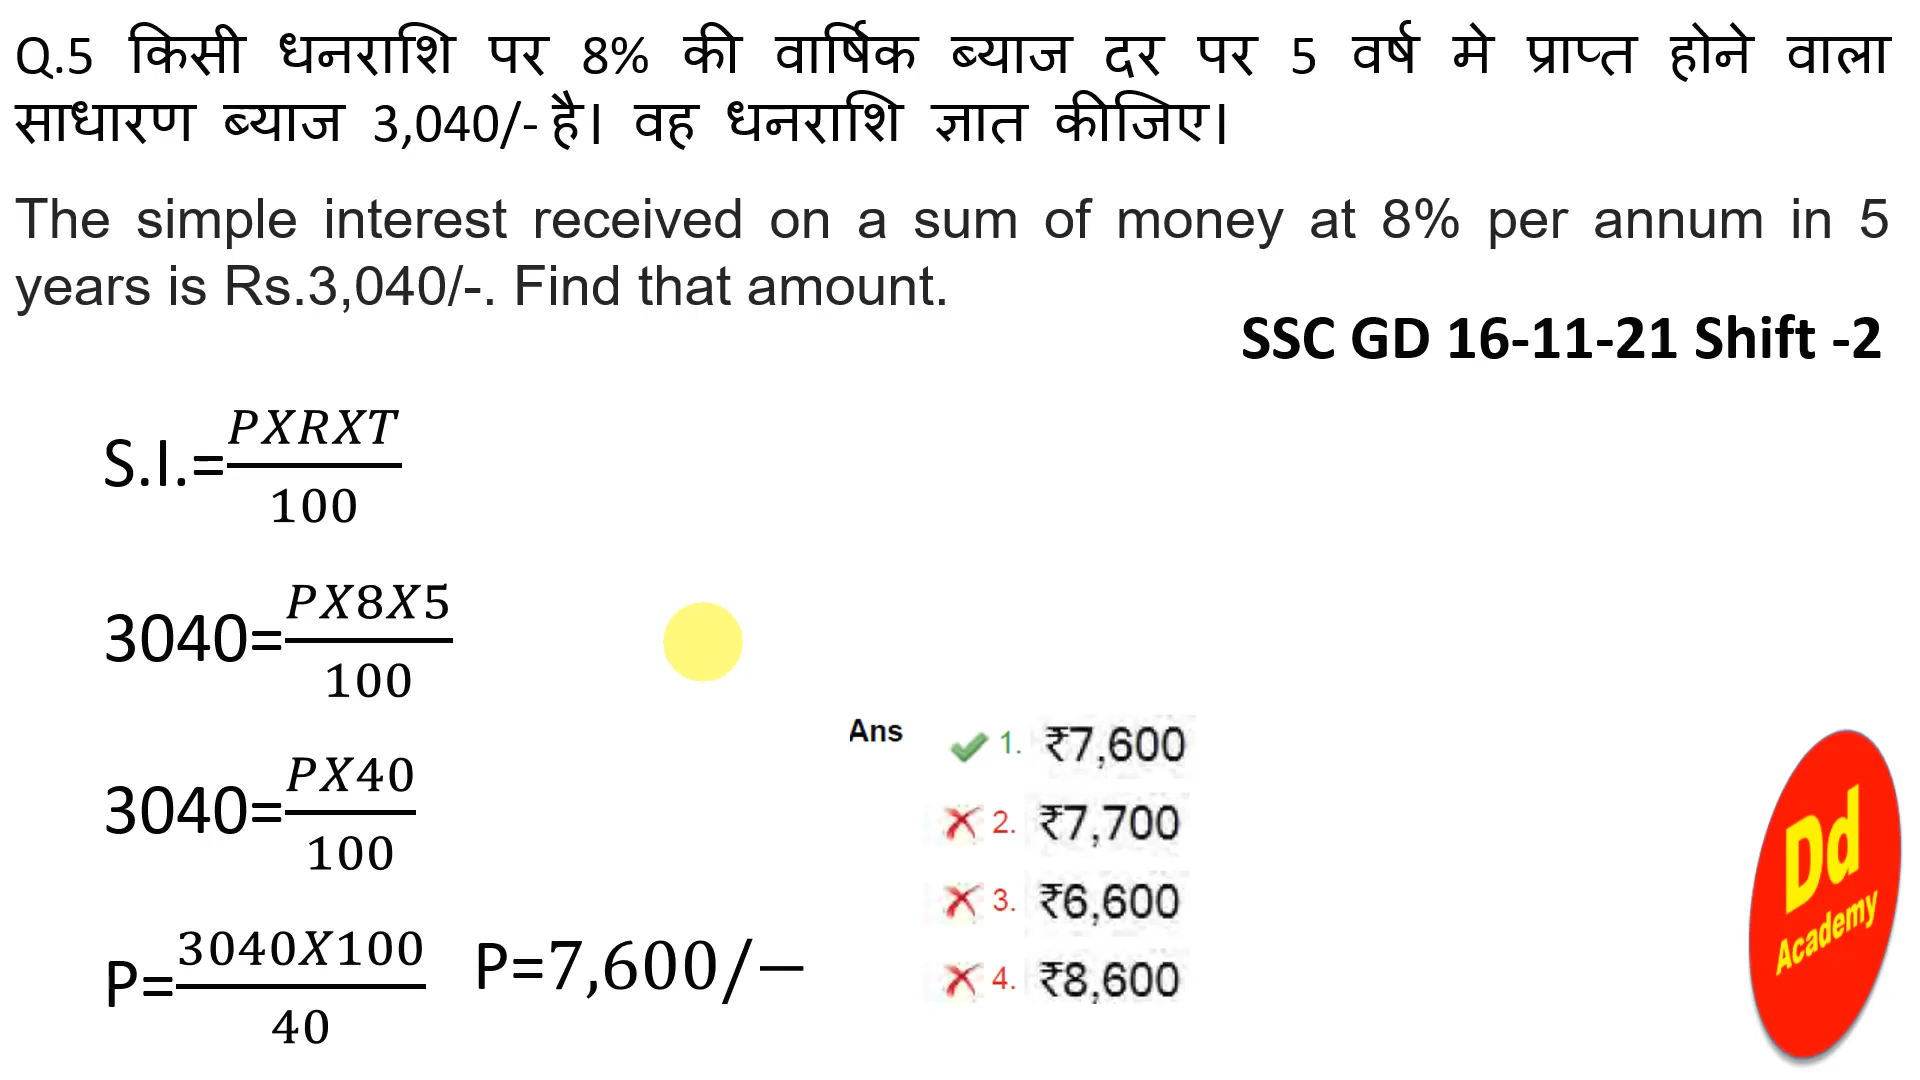 Q.5 किसी धनराशि पर 8% की वार्षिक ब्याज दर पर 5 वर्ष मे प्राप्त होने वाला
साधारण ब्याज 3,040/- है। वह धनराशि ज्ञात कीजिए।
The simple interest received on a sum of money at 8% per annum in 5
years is Rs.3,040/-. Find that amount.
SSC GD 16-11-21 Shift -2
S.I.=PXRXT/100
3040=PX8X5/100
3040=PX40/100
P=3040X100/40 P=7,600/−
Ans 1. ₹7,600
2. ₹7,700
3. ₹6,600
4. ₹8,600
Dd
Academy